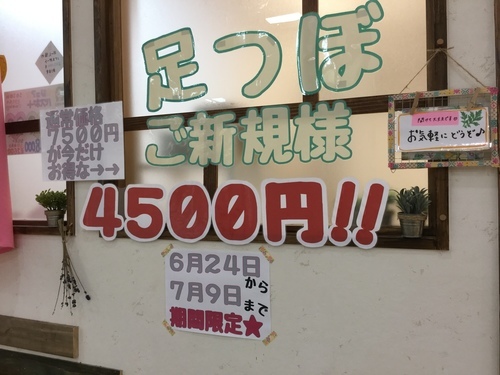 足つぼ
ご新規様
4500円!!
通常価格
7500円
が今だけ
お得な→→
6月24日
から
7月9日
まで
期間限定★
お気軽にどうぞ♪